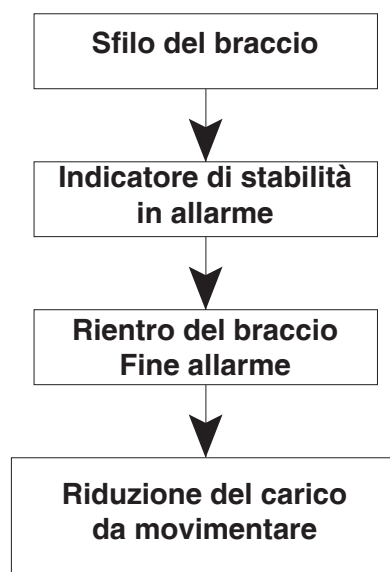 Sfilo del braccio
Indicatore di stabilità
in allarme
Rientro del braccio
Fine allarme
Riduzione del carico
da movimentare